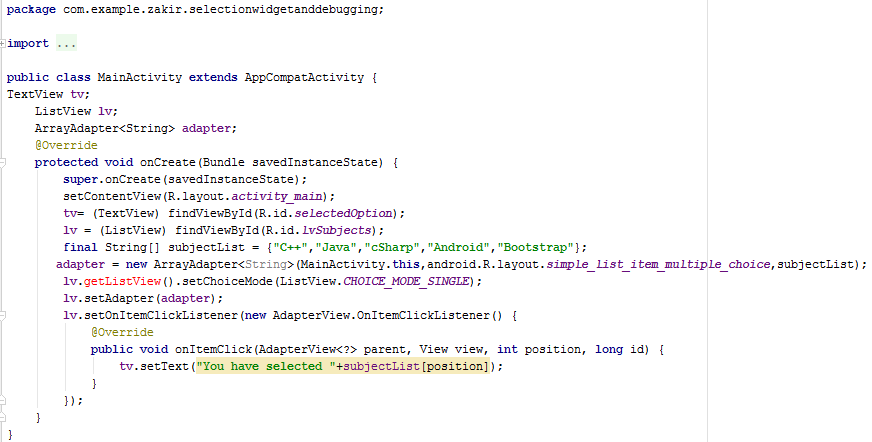 package com.example.zakir.selectionwidgetanddebugging;
import ...
public class MainActivity extends AppCompatActivity {
TextView tv;
ListView lv;
ArrayAdapter<String> adapter;
@Override
protected void onCreate(Bundle savedInstanceState) {
super.onCreate(savedInstanceState);
setContentView(R.layout.activity_main);
tv= (TextView) findViewById(R.id.selectedOption);
lv = (ListView) findViewById(R.id.lvSubjects);
final String[] subjectList = {"C++","Java","cSharp","Android","Bootstrap"};
adapter = new ArrayAdapter<String>(MainActivity.this,android.R.layout.simple_list_item_multiple_choice,subjectList);
lv.getListView().setChoiceMode(ListView.CHOICE_MODE_SINGLE);
lv.setAdapter(adapter);
lv.setOnItemClickListener(new AdapterView.OnItemClickListener() {
@Override
public void onItemClick(AdapterView<?> parent, View view, int position, long id) {
tv.setText("You have selected "+subjectList[position]);
}
});
}
}